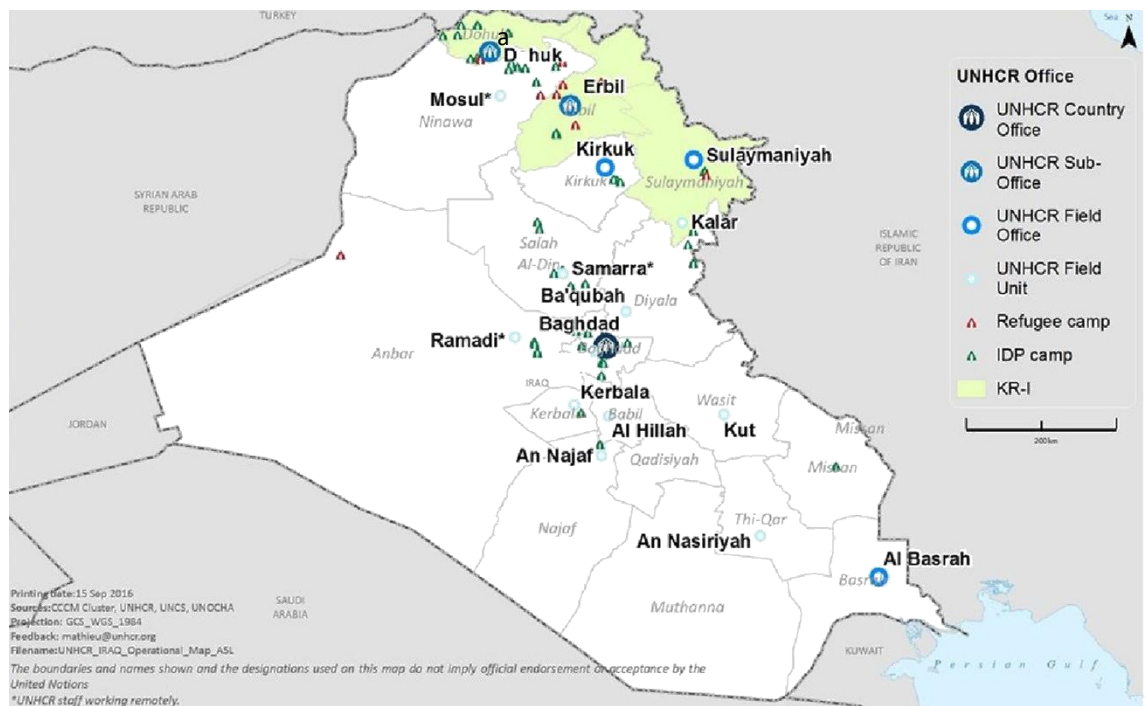 TURKEY
Sea
N
Dohuk
a
D huk
Mosul*
Ninawa
Erbil
Kirkuk
Kirkuk
Sulaymaniyah
Sulaymaniyah
SYRIAN ARAB
REPUBLIC
Kalar
ISLAMIC
REPUBLIC
OF IRAN
Salah
Al-Din
Samarra*
Ba'qubah
Diyala
Baghdad
Baghdad
Ramadi*
Anbar
IRAQ
Kerbala
Kerbala
Babil
Wasit
Al Hillah
Kut
JORDAN
Missan
An Najaf
Qadisiyah
Missan
Najaf
Thi-Qar
An Nasiriyah
Al Basrah
Basrah
Muthanna
SAUDI
ARABIA
KUWAIT
Persian Gulf
UNHCR Office
UNHCR Country
Office
UNHCR Sub-
Office
UNHCR Field
Office
UNHCR Field
Unit
Refugee camp
IDP camp
KR-I
200km
Printing date:15 Sep 2016
Sources:CCCM Cluster, UNHCR, UNCS, UNOCHA
Projection: GCS_WGS_1984
Feedback: mathieu@unhcr.org
Filename:UNHCR_IRAQ_Operational_Map_A5L
The boundaries and names shown and the designations used on this map do not imply official endorsement or acceptance by the
United Nations
*UNHCR staff working remotely.